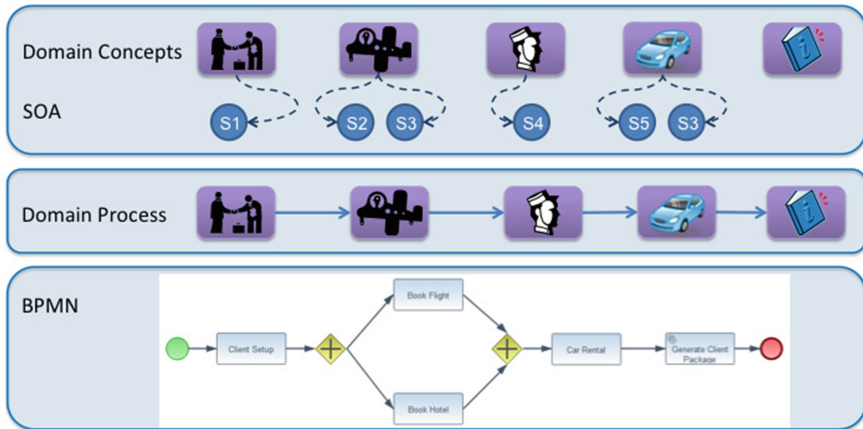 Domain Concepts
SOA
S1
S2
S3
S4
S5
S3
Domain Process
BPMN
Book Flight
Client Setup
Car Rental
Generate Client
Package
Book Hotel